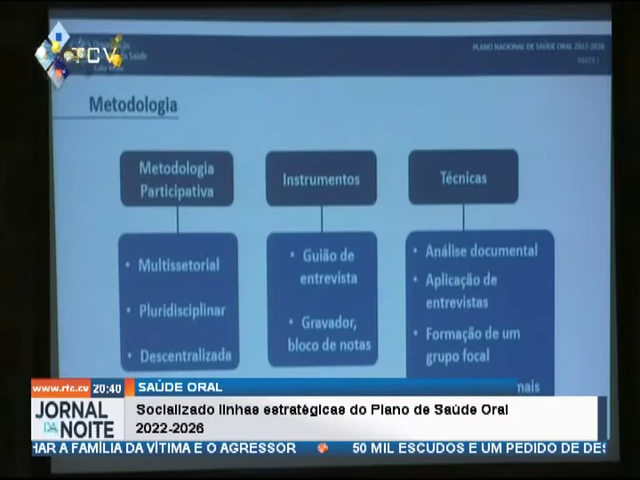 TCV
PLANO NACIONAL DE SAÚDE ORAL 2022-2026
Saúde
Metodologia
Metodologia
Participativa
Instrumentos
Técnicas
• Multissetorial
• Pluridisciplinar
• Descentralizada
• Guião de
entrevista
• Gravador,
bloco de notas
• Análise documental
• Aplicação de
entrevistas
• Formação de um
grupo focal
nais
www.rtc.cv 20:40 SAÚDE ORAL
JORNAL
DA NOITE
Socializado linhas estratégicas do Plano de Saúde Oral
2022-2026
HAR A FAMÍLIA DA VÍTIMA E O AGRESSOR 50 MIL ESCUDOS E UM PEDIDO DE DES